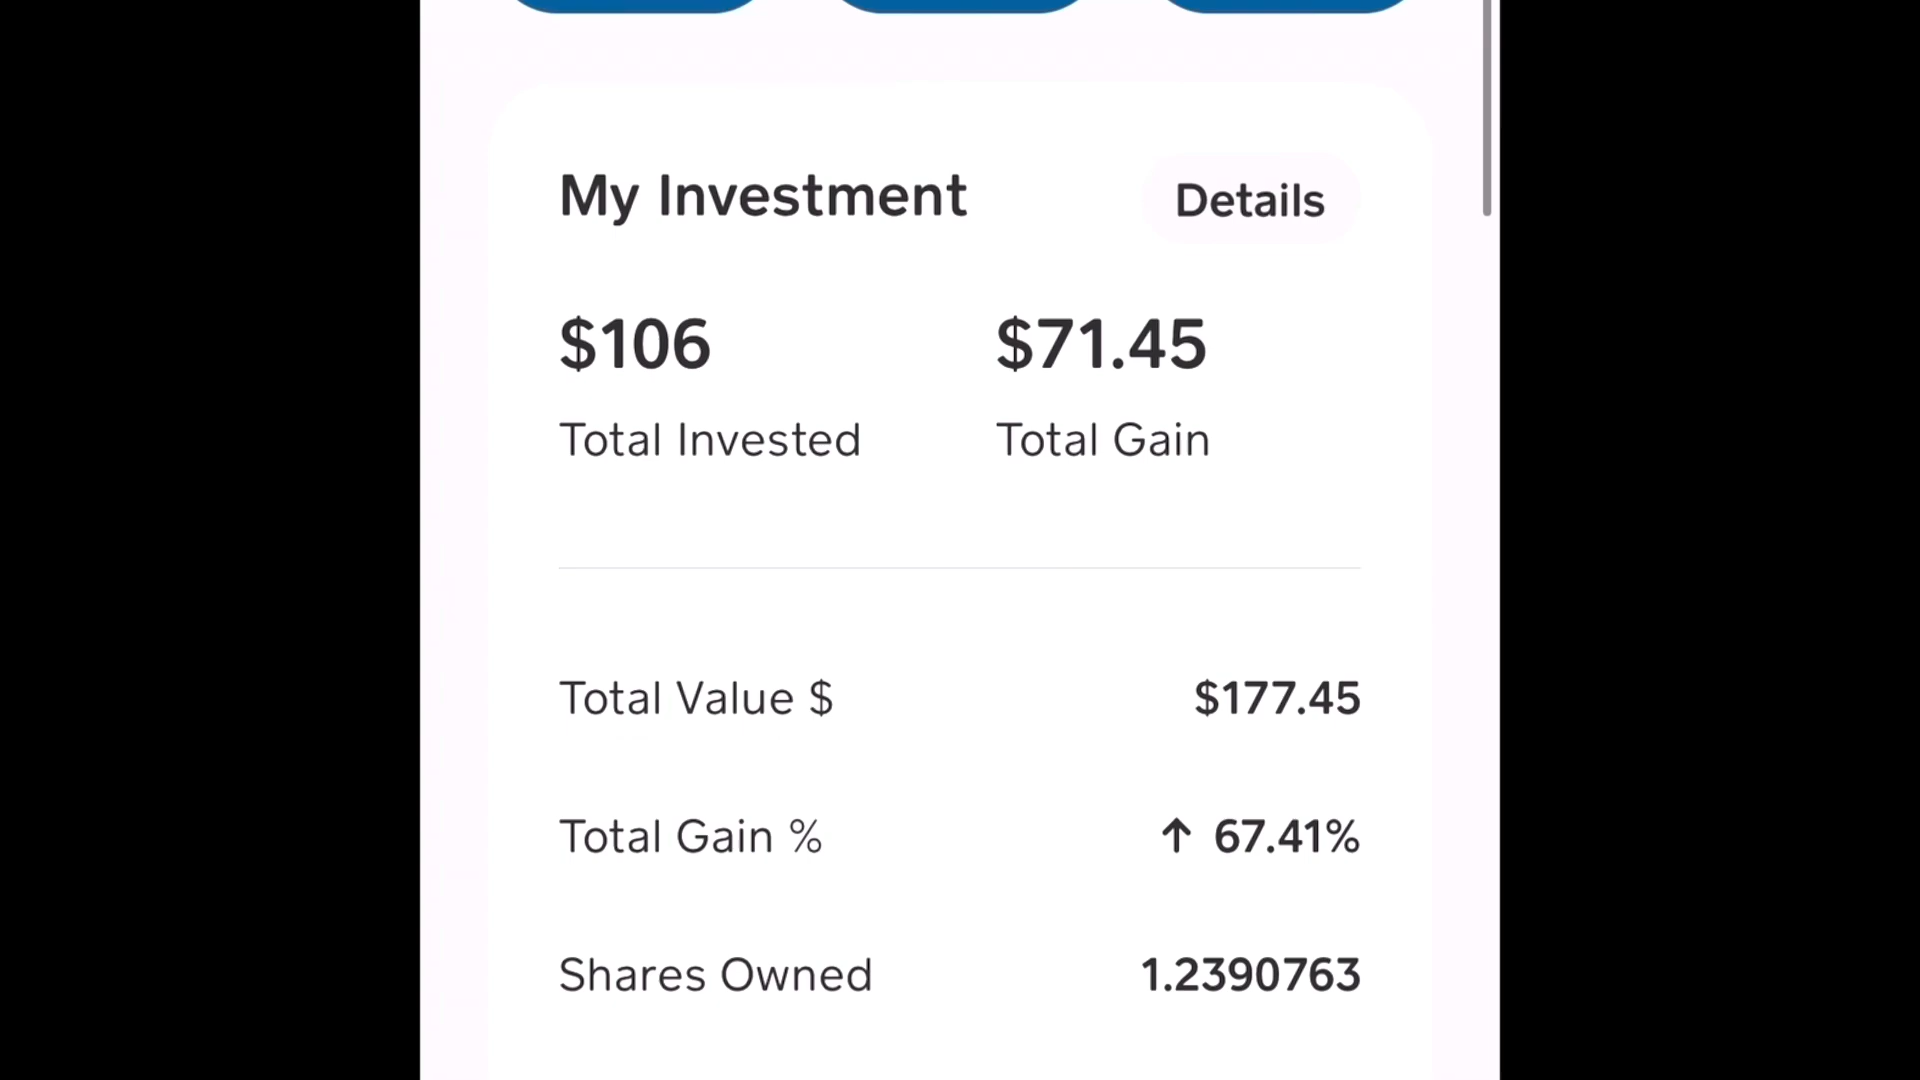 My Investment
Details
$106
$71.45
Total Invested
Total Gain
Total Value $
$177.45
Total Gain %
↑ 67.41%
Shares Owned
1.2390763